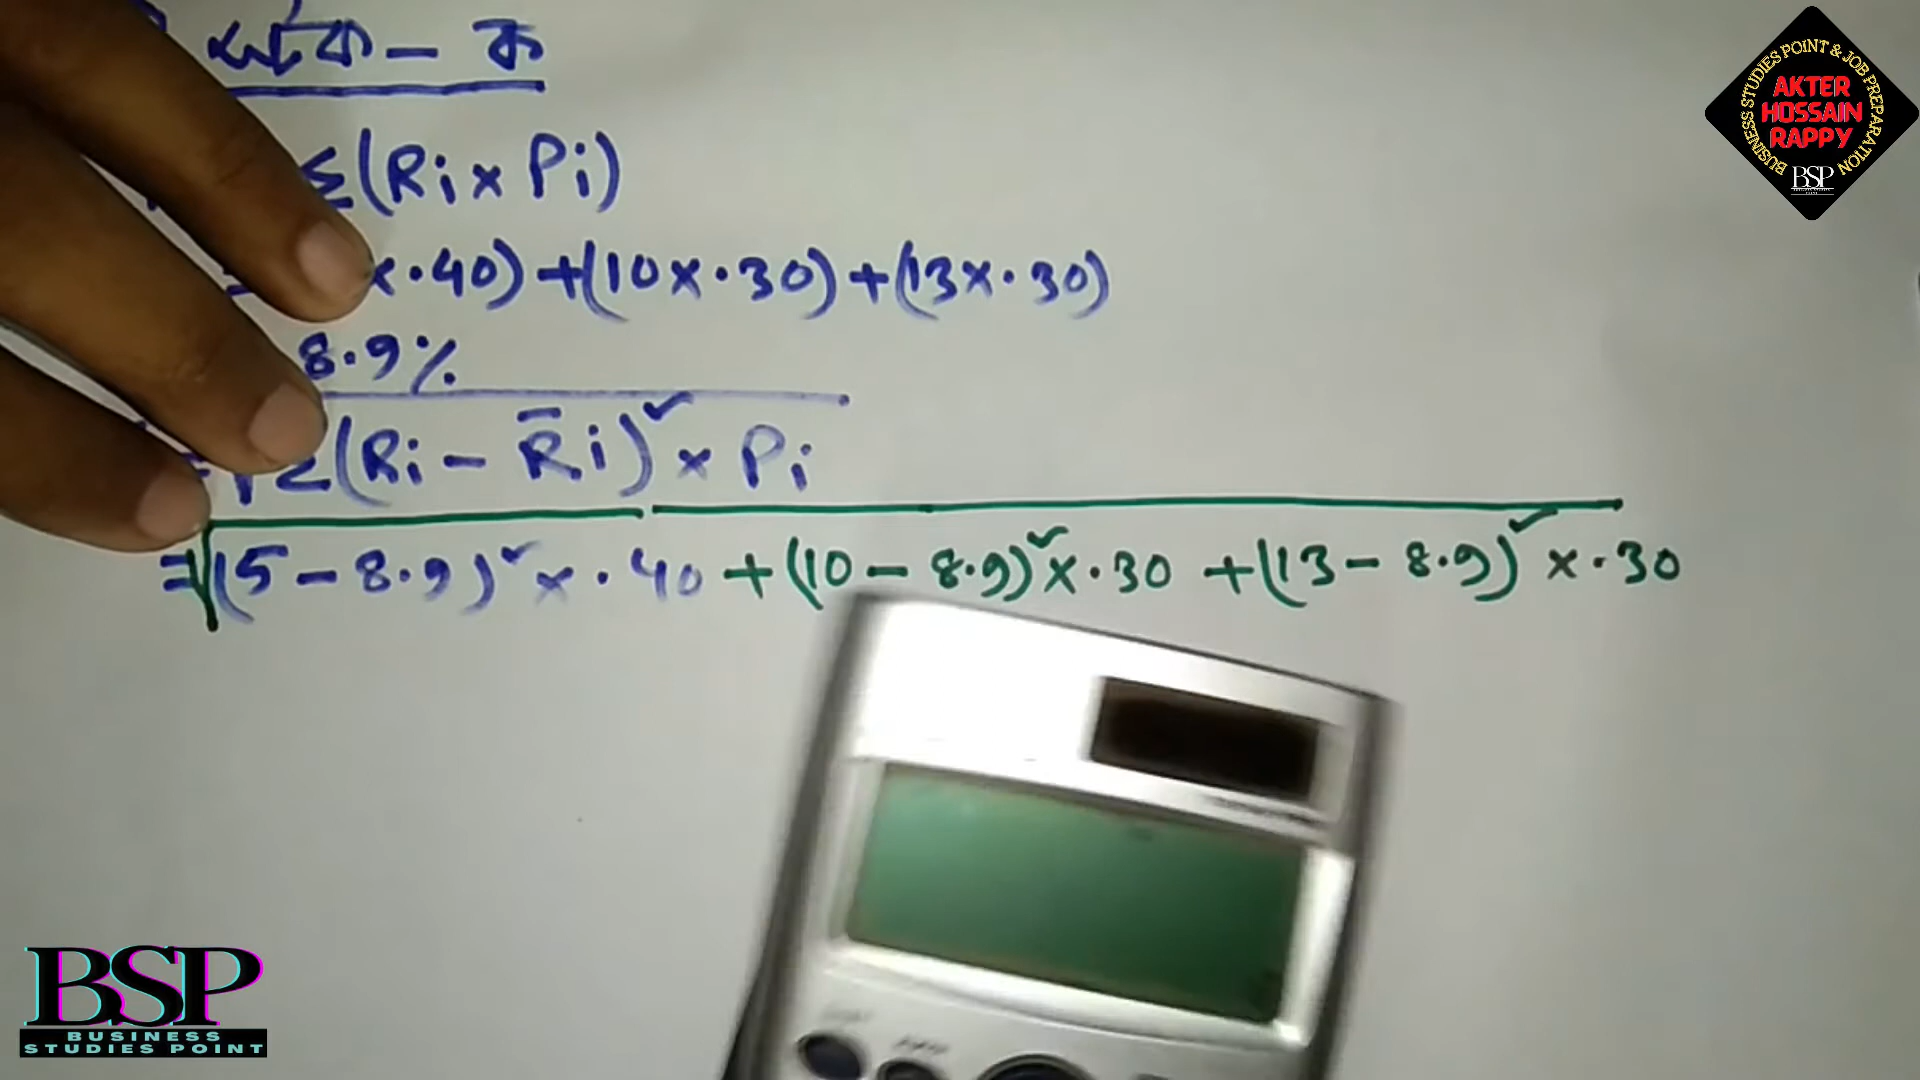 প্রকল্প - ক
Σ(Ri x Pi)
x .40) + (10 x .30) + (13 x .30)
8.9%
= √Σ(Ri - R̄i)² x Pi
= √(5 - 8.9)² x .40 + (10 - 8.9)² x .30 + (13 - 8.9)² x .30
BUSINESS STUDIES POINT & JOB PREPARATION
AKTER
HOSSAIN
RAPPY
BSP
BSP
BUSINESS
STUDIES POINT